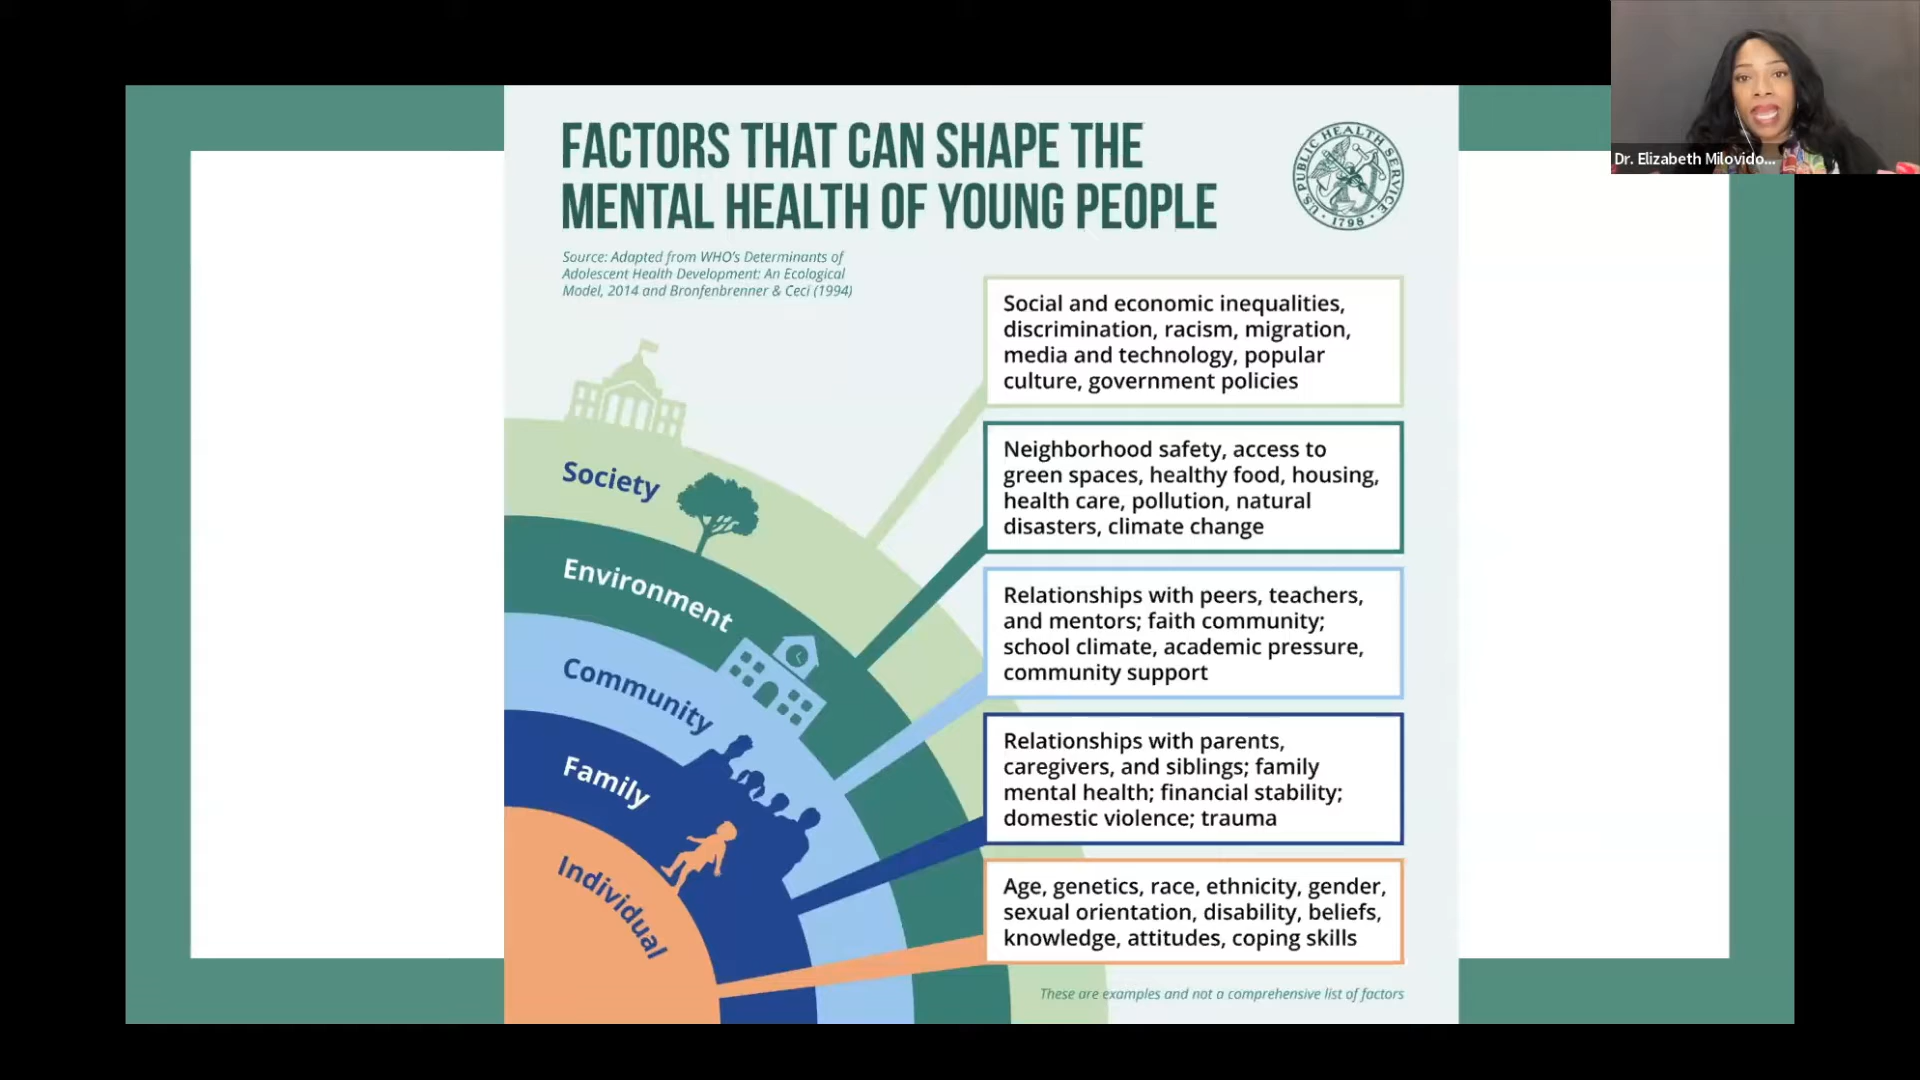 FACTORS THAT CAN SHAPE THE
MENTAL HEALTH OF YOUNG PEOPLE
U.S. PUBLIC HEALTH SERVICE
1798
Source: Adapted from WHO's Determinants of
Adolescent Health Development: An Ecological
Model, 2014 and Bronfenbrenner & Ceci (1994)
Dr. Elizabeth Milovido...
Society
Social and economic inequalities,
discrimination, racism, migration,
media and technology, popular
culture, government policies
Environment
Neighborhood safety, access to
green spaces, healthy food, housing,
health care, pollution, natural
disasters, climate change
Community
Relationships with peers, teachers,
and mentors; faith community;
school climate, academic pressure,
community support
Family
Relationships with parents,
caregivers, and siblings; family
mental health; financial stability;
domestic violence; trauma
Individual
Age, genetics, race, ethnicity, gender,
sexual orientation, disability, beliefs,
knowledge, attitudes, coping skills
These are examples and not a comprehensive list of factors